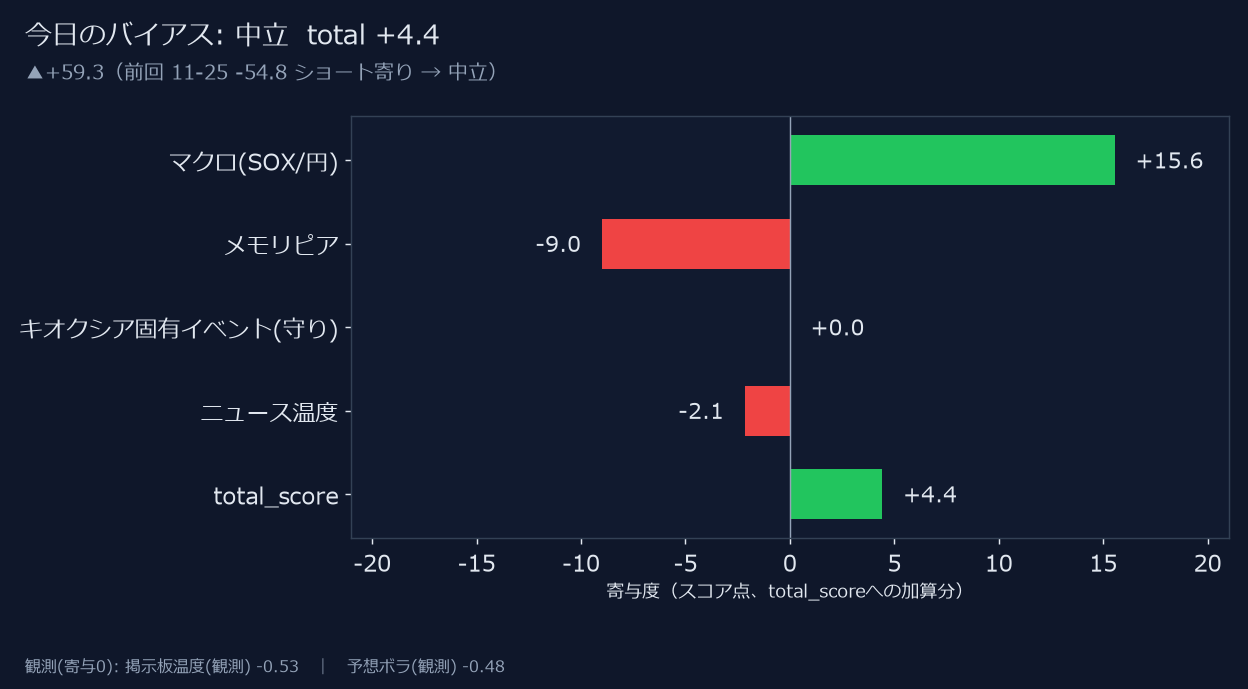 今日のバイアス: 中立  total +4.4
▲+59.3（前回 11-25 -54.8 ショート寄り → 中立）
マクロ(SOX/円)
+15.6
メモリピア
-9.0
キオクシア固有イベント(守り)
+0.0
ニュース温度
-2.1
total_score
+4.4
-20 -15 -10 -5 0 5 10 15 20
寄与度（スコア点、total_scoreへの加算分）
観測(寄与0): 掲示板温度(観測) -0.53 ｜ 予想ボラ(観測) -0.48